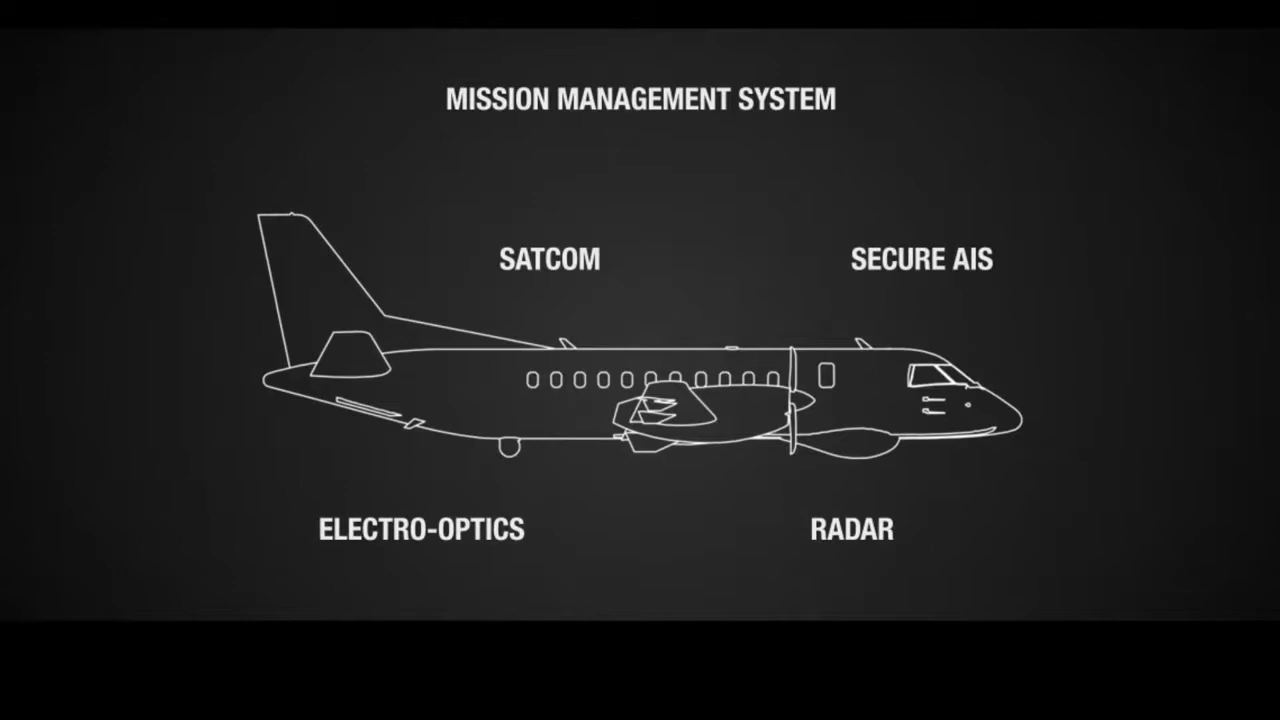 MISSION MANAGEMENT SYSTEM
SATCOM
SECURE AIS
ELECTRO-OPTICS
RADAR